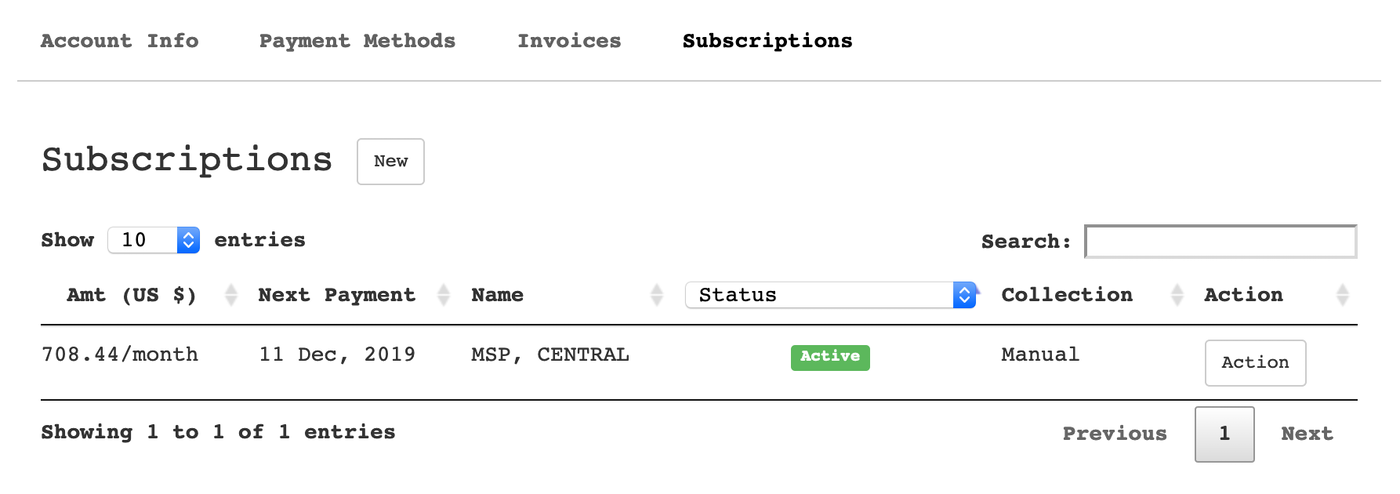 Account Info Payment Methods Invoices Subscriptions
Subscriptions New
Show 10 entries Search:
Amt (US $) Next Payment Name Status Collection Action
708.44/month 11 Dec, 2019 MSP, CENTRAL Active Manual Action
Showing 1 to 1 of 1 entries Previous 1 Next